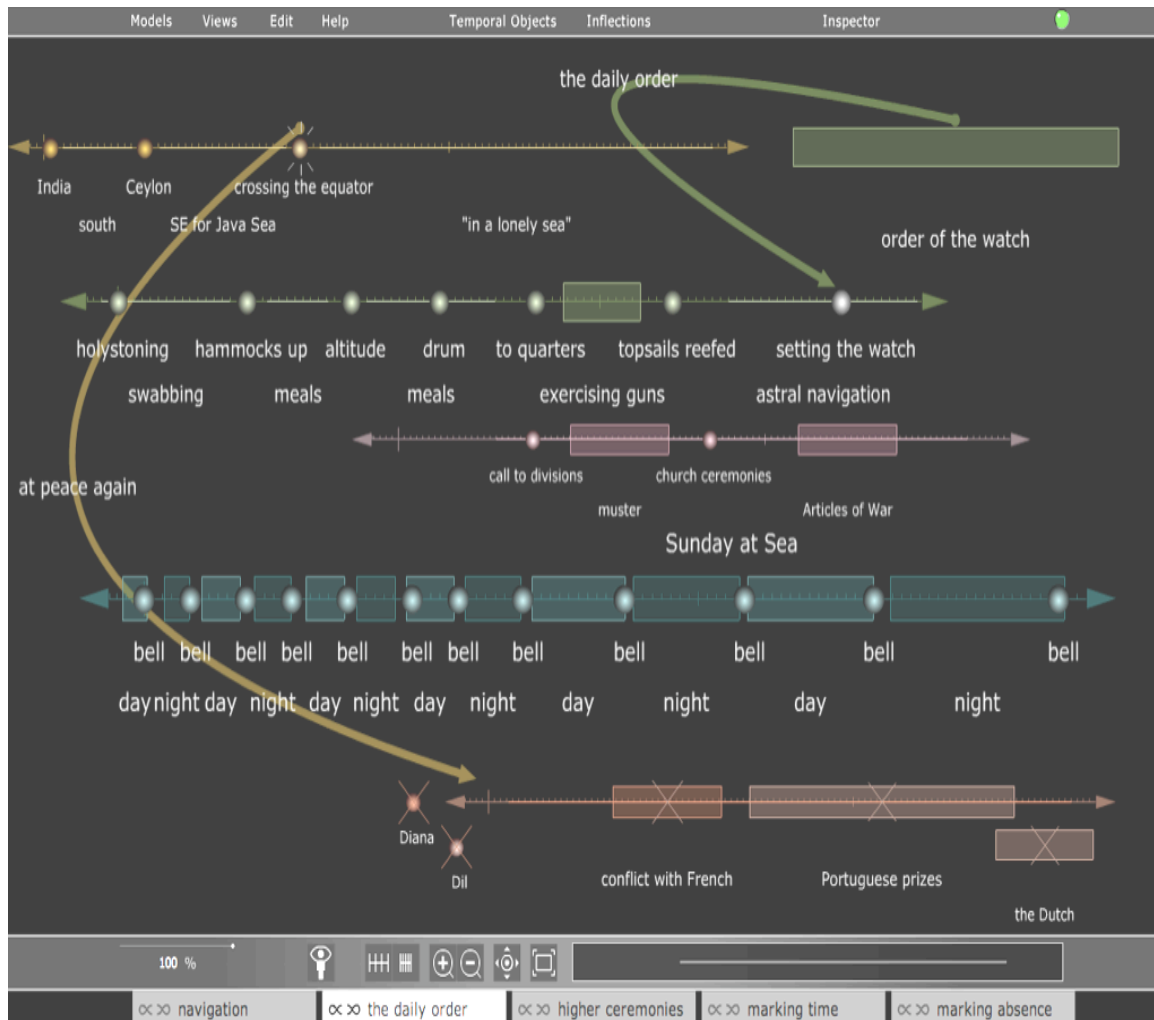 Models Views Edit Help Temporal Objects Inflections Inspector
the daily order
India Ceylon crossing the equator
south SE for Java Sea "in a lonely sea"
order of the watch
holystoning hammocks up altitude drum to quarters topsails reefed setting the watch
swabbing meals meals exercising guns astral navigation
call to divisions church ceremonies
at peace again
muster Articles of War
Sunday at Sea
bell bell bell bell bell bell bell bell bell bell bell bell
day night day night day night day night day night day night
Diana
Dil
conflict with French Portuguese prizes
the Dutch
100 %
navigation the daily order higher ceremonies marking time marking absence